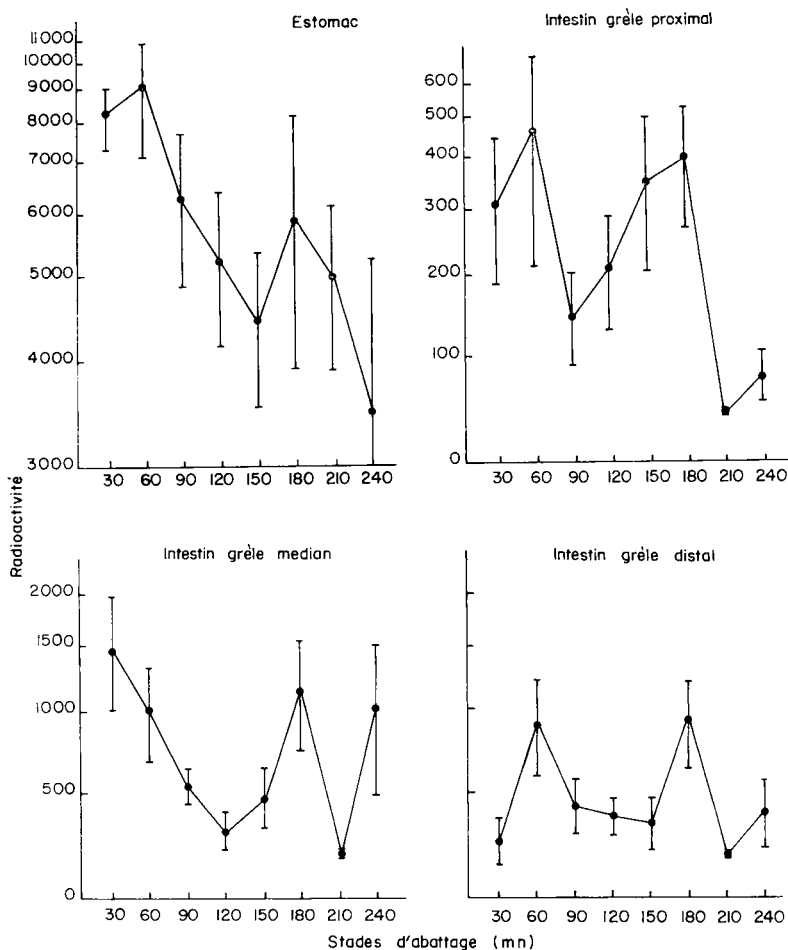 Estomac
11000
10000
9000
8000
7000
6000
5000
4000
3000
30 60 90 120 150 180 210 240
Intestin grèle proximal
600
500
400
300
200
100
0
30 60 90 120 150 180 210 240
Radioactivité
Intestin grèle median
2000
1500
1000
500
0
30 60 90 120 150 180 210 240
Intestin grèle distal
30 60 90 120 150 180 210 240
Stades d'abattage (mn)